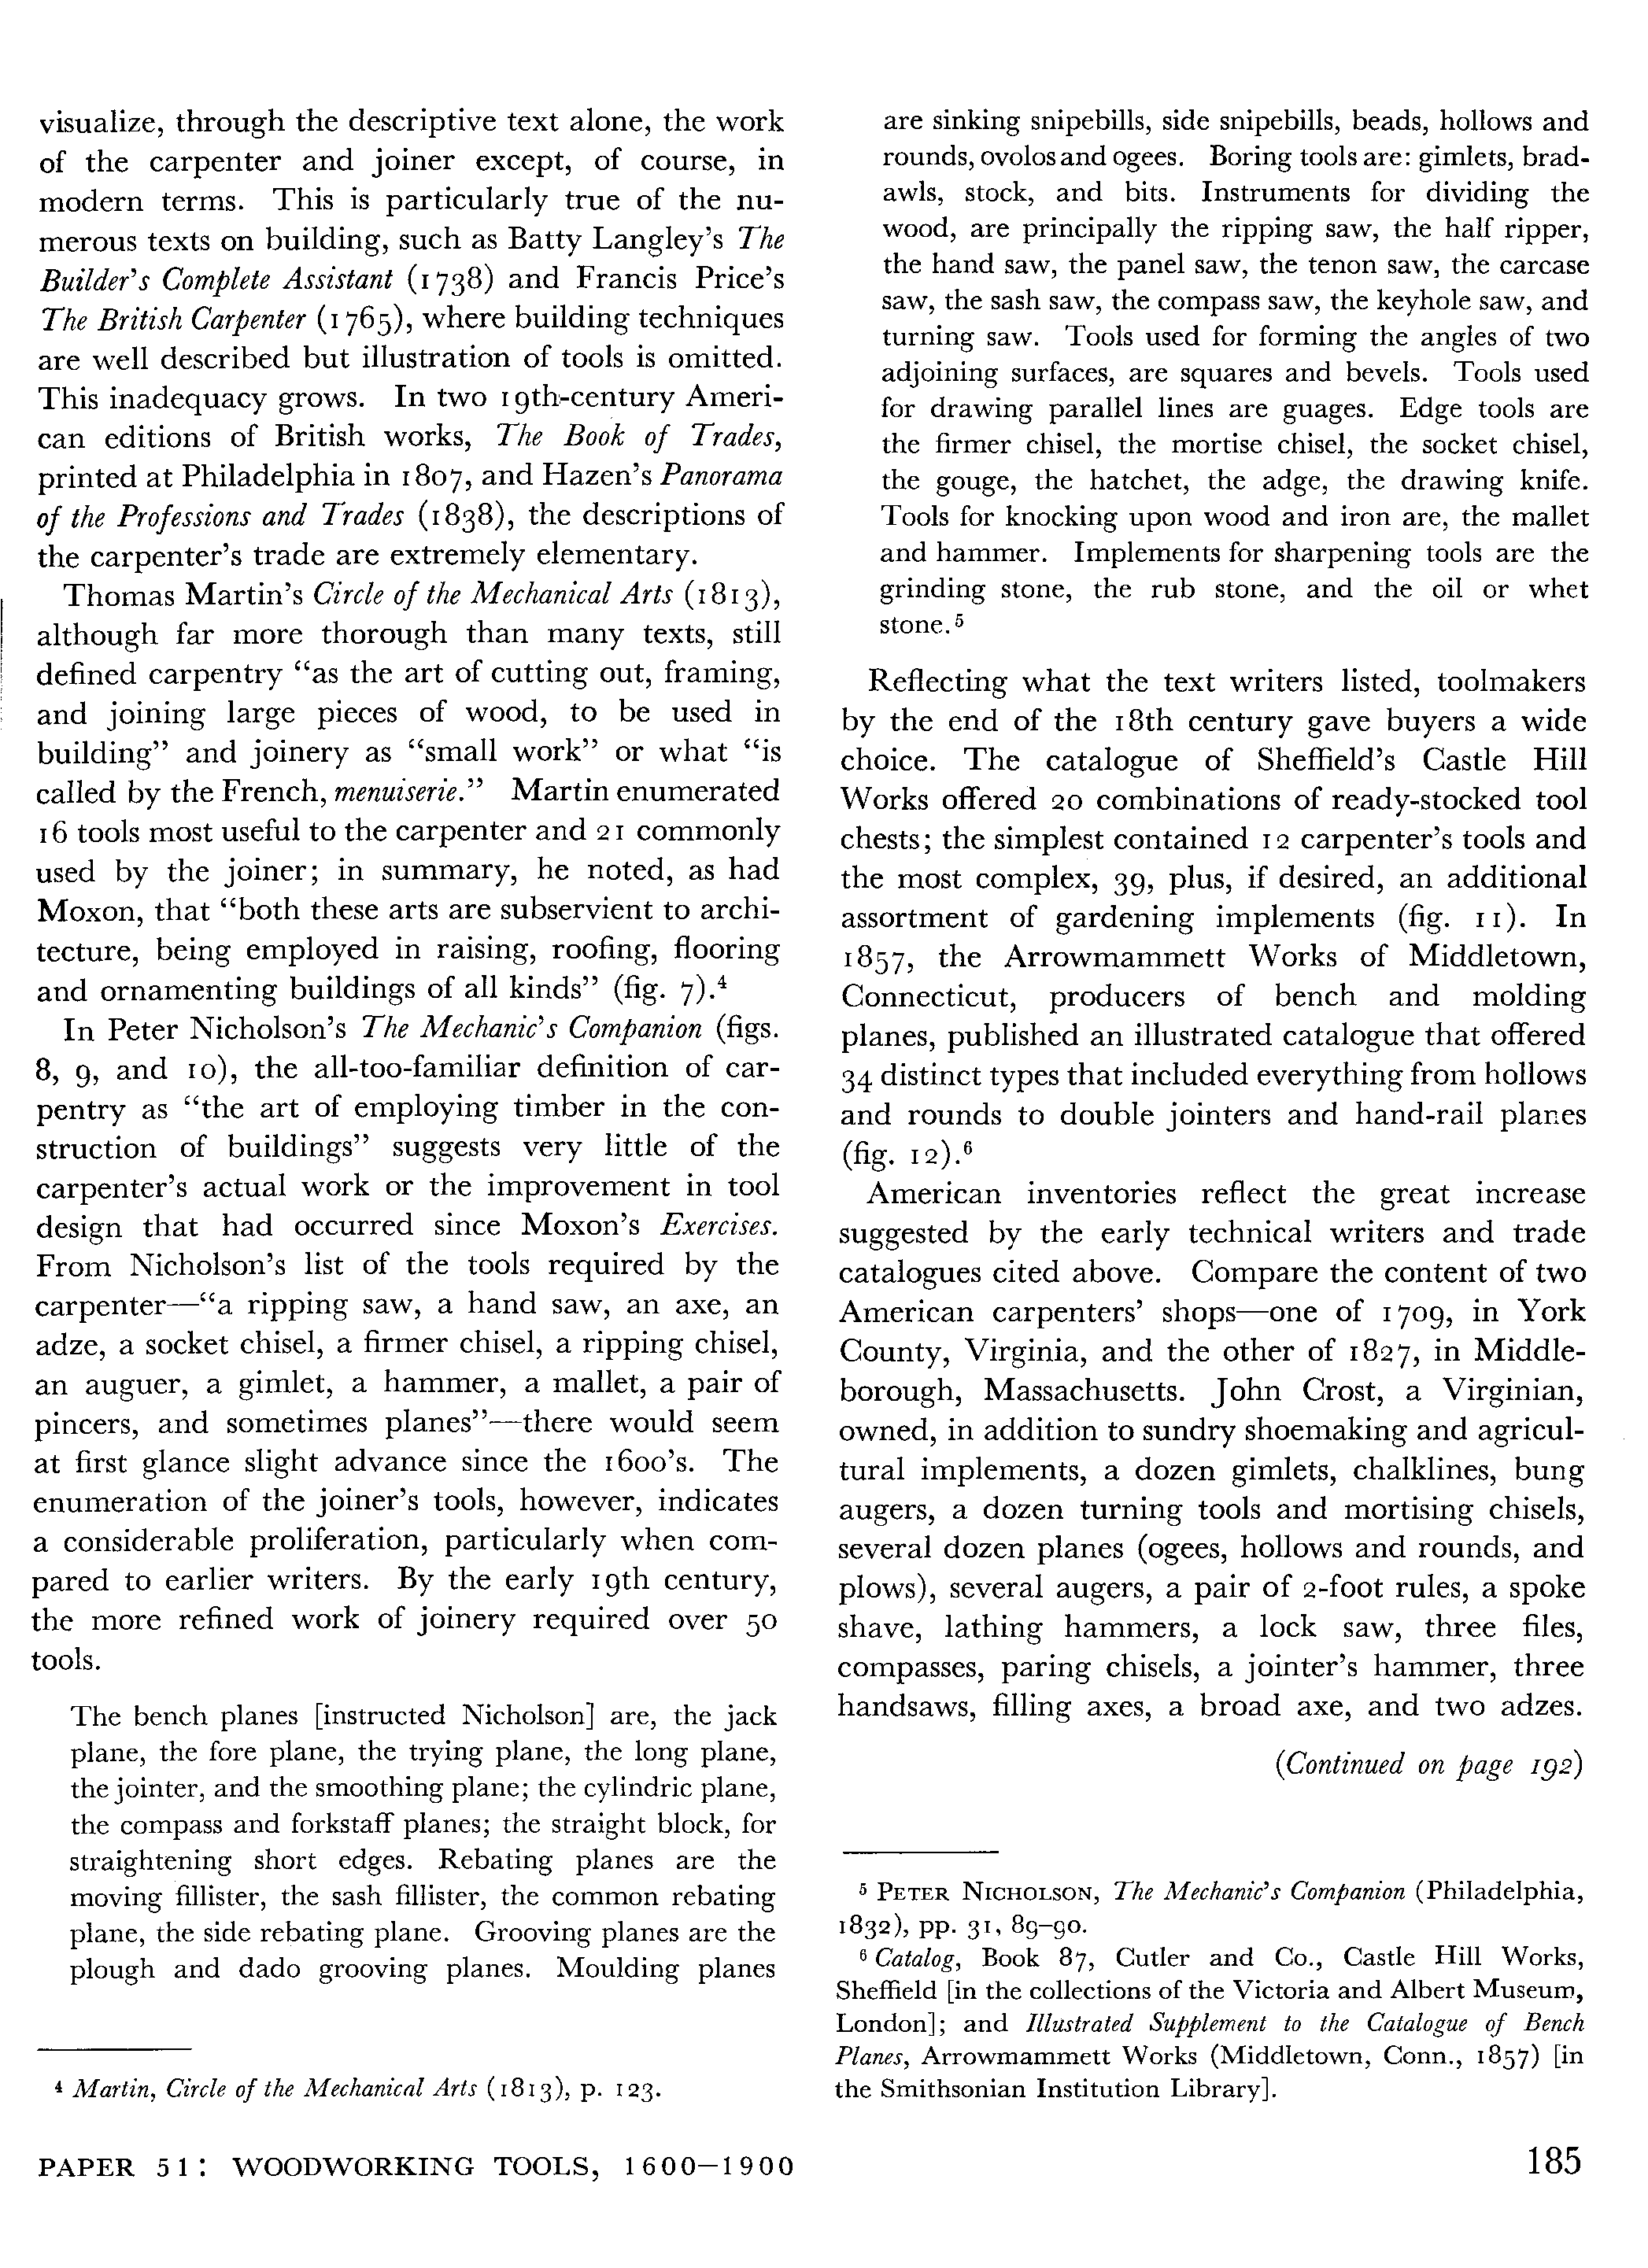 visualize, through the descriptive text alone, the work
of the carpenter and joiner except, of course, in
modern terms. This is particularly true of the nu-
merous texts on building, such as Batty Langley's The
Builder's Complete Assistant (1738) and Francis Price's
The British Carpenter (1765), where building techniques
are well described but illustration of tools is omitted.
This inadequacy grows. In two 19th-century Ameri-
can editions of British works, The Book of Trades,
printed at Philadelphia in 1807, and Hazen's Panorama
of the Professions and Trades (1838), the descriptions of
the carpenter's trade are extremely elementary.
Thomas Martin's Circle of the Mechanical Arts (1813),
although far more thorough than many texts, still
defined carpentry “as the art of cutting out, framing,
and joining large pieces of wood, to be used in
building” and joinery as “small work” or what “is
called by the French, menuiserie.” Martin enumerated
16 tools most useful to the carpenter and 21 commonly
used by the joiner; in summary, he noted, as had
Moxon, that “both these arts are subservient to archi-
tecture, being employed in raising, roofing, flooring
and ornamenting buildings of all kinds” (fig. 7).4
In Peter Nicholson's The Mechanic's Companion (figs.
8, 9, and 10), the all-too-familiar definition of car-
pentry as “the art of employing timber in the con-
struction of buildings” suggests very little of the
carpenter's actual work or the improvement in tool
design that had occurred since Moxon's Exercises.
From Nicholson's list of the tools required by the
carpenter—“a ripping saw, a hand saw, an axe, an
adze, a socket chisel, a firmer chisel, a ripping chisel,
an auguer, a gimlet, a hammer, a mallet, a pair of
pincers, and sometimes planes”—there would seem
at first glance slight advance since the 1600's. The
enumeration of the joiner's tools, however, indicates
a considerable proliferation, particularly when com-
pared to earlier writers. By the early 19th century,
the more refined work of joinery required over 50
tools.
The bench planes [instructed Nicholson] are, the jack
plane, the fore plane, the trying plane, the long plane,
the jointer, and the smoothing plane; the cylindric plane,
the compass and forkstaff planes; the straight block, for
straightening short edges. Rebating planes are the
moving fillister, the sash fillister, the common rebating
plane, the side rebating plane. Grooving planes are the
plough and dado grooving planes. Moulding planes
4 Martin, Circle of the Mechanical Arts (1813), p. 123.
are sinking snipebills, side snipebills, beads, hollows and
rounds, ovolos and ogees. Boring tools are: gimlets, brad-
awls, stock, and bits. Instruments for dividing the
wood, are principally the ripping saw, the half ripper,
the hand saw, the panel saw, the tenon saw, the carcase
saw, the sash saw, the compass saw, the keyhole saw, and
turning saw. Tools used for forming the angles of two
adjoining surfaces, are squares and bevels. Tools used
for drawing parallel lines are guages. Edge tools are
the firmer chisel, the mortise chisel, the socket chisel,
the gouge, the hatchet, the adge, the drawing knife.
Tools for knocking upon wood and iron are, the mallet
and hammer. Implements for sharpening tools are the
grinding stone, the rub stone, and the oil or whet
stone.5
Reflecting what the text writers listed, toolmakers
by the end of the 18th century gave buyers a wide
choice. The catalogue of Sheffield's Castle Hill
Works offered 20 combinations of ready-stocked tool
chests; the simplest contained 12 carpenter's tools and
the most complex, 39, plus, if desired, an additional
assortment of gardening implements (fig. 11). In
1857, the Arrowmammett Works of Middletown,
Connecticut, producers of bench and molding
planes, published an illustrated catalogue that offered
34 distinct types that included everything from hollows
and rounds to double jointers and hand-rail planes
(fig. 12).6
American inventories reflect the great increase
suggested by the early technical writers and trade
catalogues cited above. Compare the content of two
American carpenters' shops—one of 1709, in York
County, Virginia, and the other of 1827, in Middle-
borough, Massachusetts. John Crost, a Virginian,
owned, in addition to sundry shoemaking and agricul-
tural implements, a dozen gimlets, chalklines, bung
augers, a dozen turning tools and mortising chisels,
several dozen planes (ogees, hollows and rounds, and
plows), several augers, a pair of 2-foot rules, a spoke
shave, lathing hammers, a lock saw, three files,
compasses, paring chisels, a jointer's hammer, three
handsaws, filling axes, a broad axe, and two adzes.
(Continued on page 192)
5 PETER NICHOLSON, The Mechanic's Companion (Philadelphia,
1832), pp. 31, 89–90.
6 Catalog, Book 87, Cutler and Co., Castle Hill Works,
Sheffield [in the collections of the Victoria and Albert Museum,
London]; and Illustrated Supplement to the Catalogue of Bench
Planes, Arrowmammett Works (Middletown, Conn., 1857) [in
the Smithsonian Institution Library].
PAPER 51: WOODWORKING TOOLS, 1600–1900
185